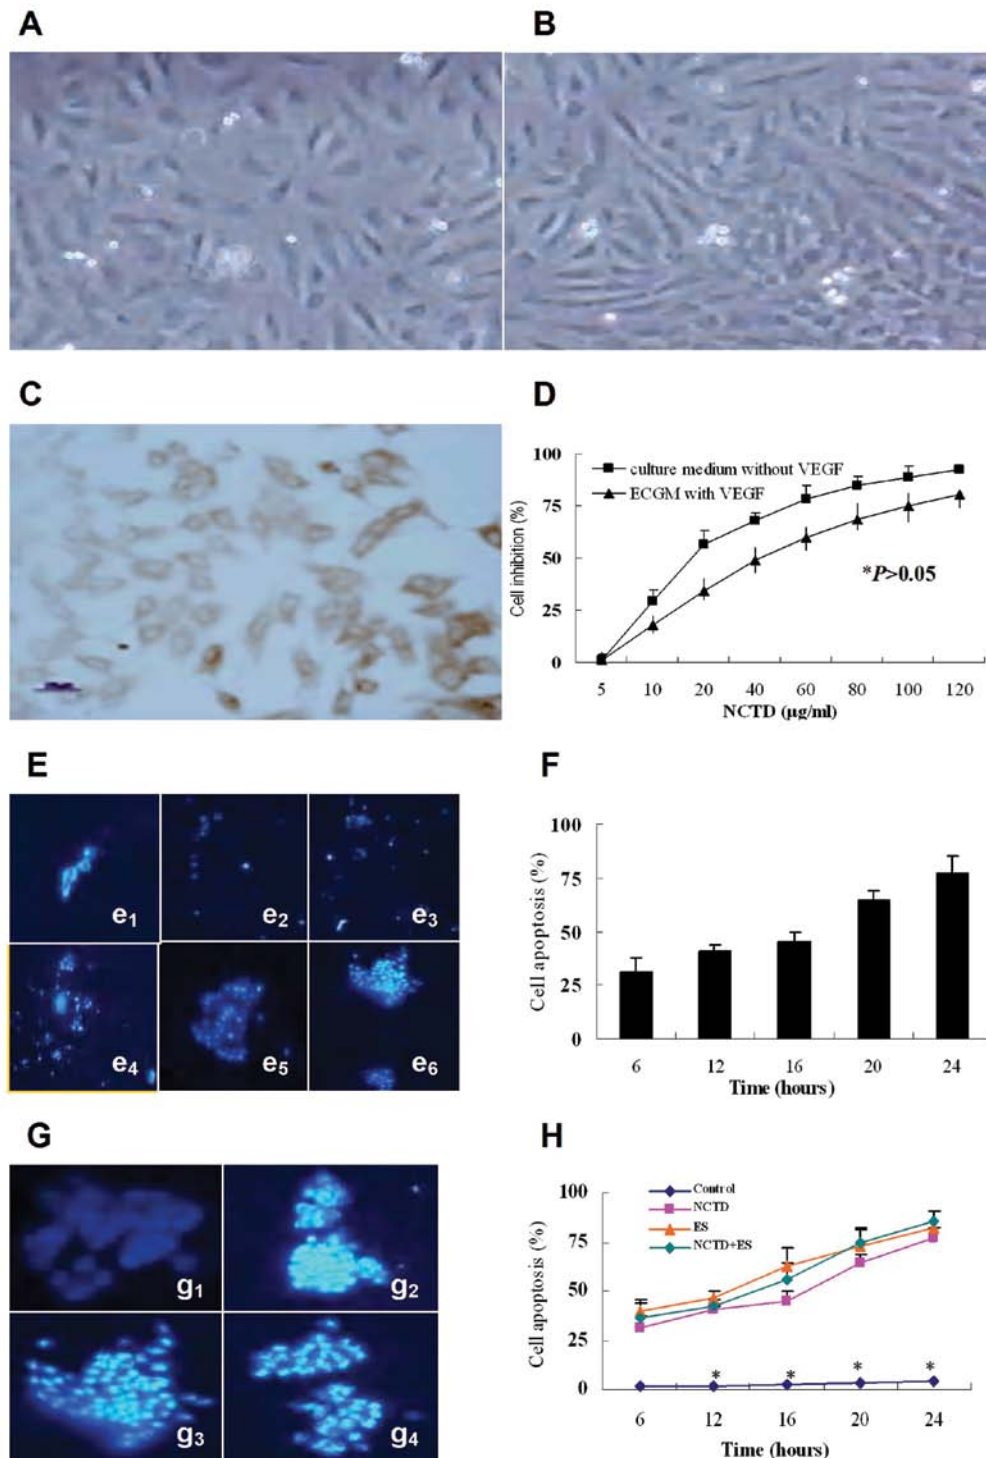 A
B
C
D
100
75
50
25
0
Cell inhibition (%)
culture medium without VEGF
ECGM with VEGF
*P>0.05
5 10 20 40 60 80 100 120
NCTD (µg/ml)
E
e1
e2
e3
e4
e5
e6
F
100
75
50
25
0
Cell apoptosis (%)
6 12 16 20 24
Time (hours)
G
g1
g2
g3
g4
H
100
75
50
25
0
Cell apoptosis (%)
Control
NCTD
ES
NCTD+ES
* * * *
6 12 16 20 24
Time (hours)